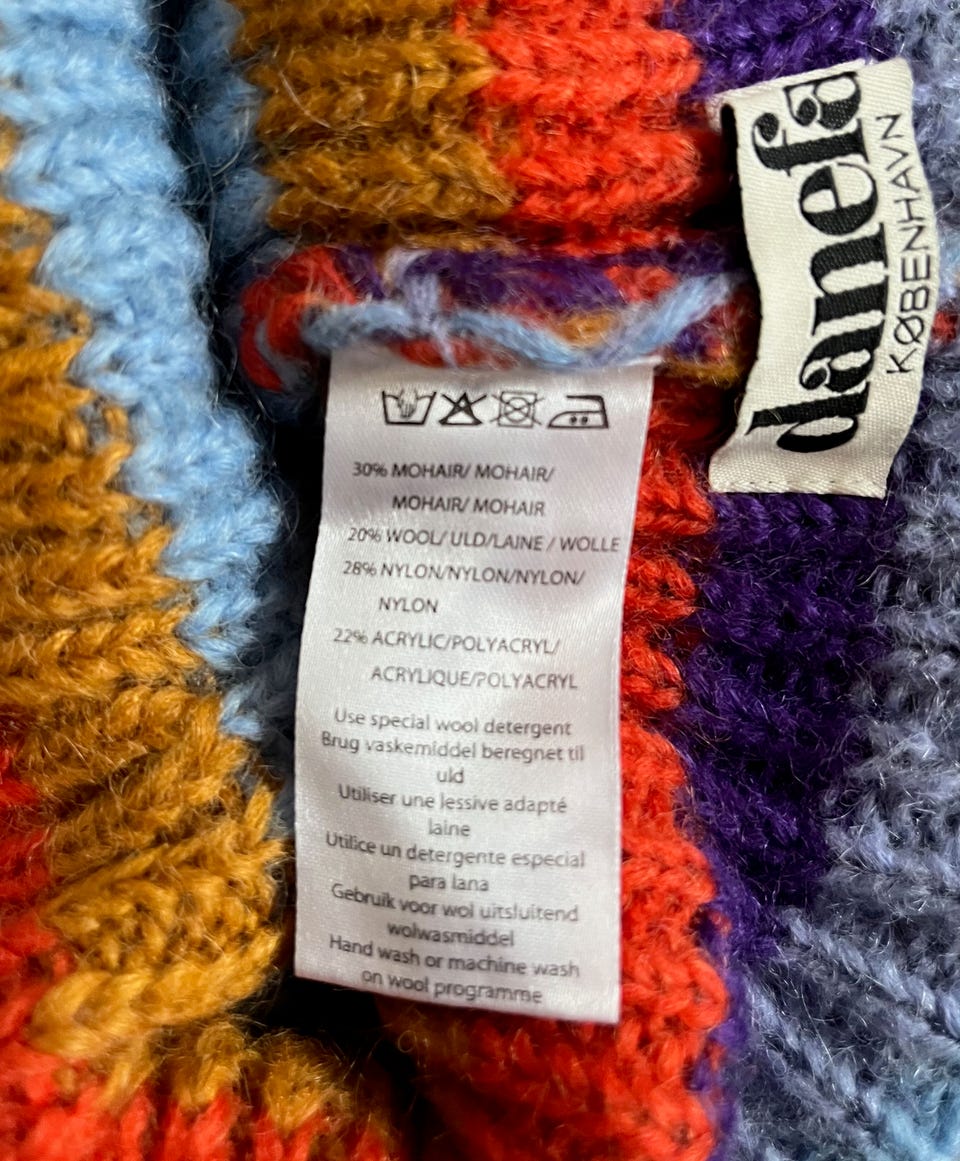 danefa
KØBENHAVN
30% MOHAIR/ MOHAIR/
MOHAIR/ MOHAIR
20% WOOL/ ULD/LAINE / WOLLE
28% NYLON/NYLON/NYLON/
NYLON
22% ACRYLIC/POLYACRYL/
ACRYLIQUE/POLYACRYL
Use special wool detergent
Brug vaskemiddel beregnet til
uld
Utiliser une lessive adapté
laine
Utilice un detergente especial
para lana
Gebruik voor wol uitsluitend
wolwasmiddel
Hand wash or machine wash
on wool programme